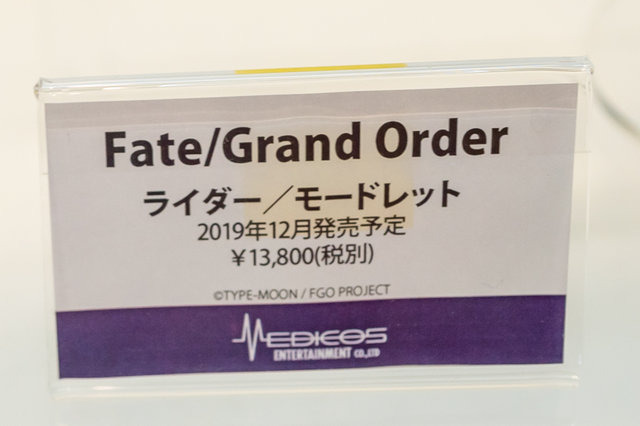 Fate/Grand Order
ライダー／モードレット
2019年12月発売予定
￥13,800(税別)
©TYPE-MOON / FGO PROJECT
MEDICOS
ENTERTAINMENT CO.,LTD